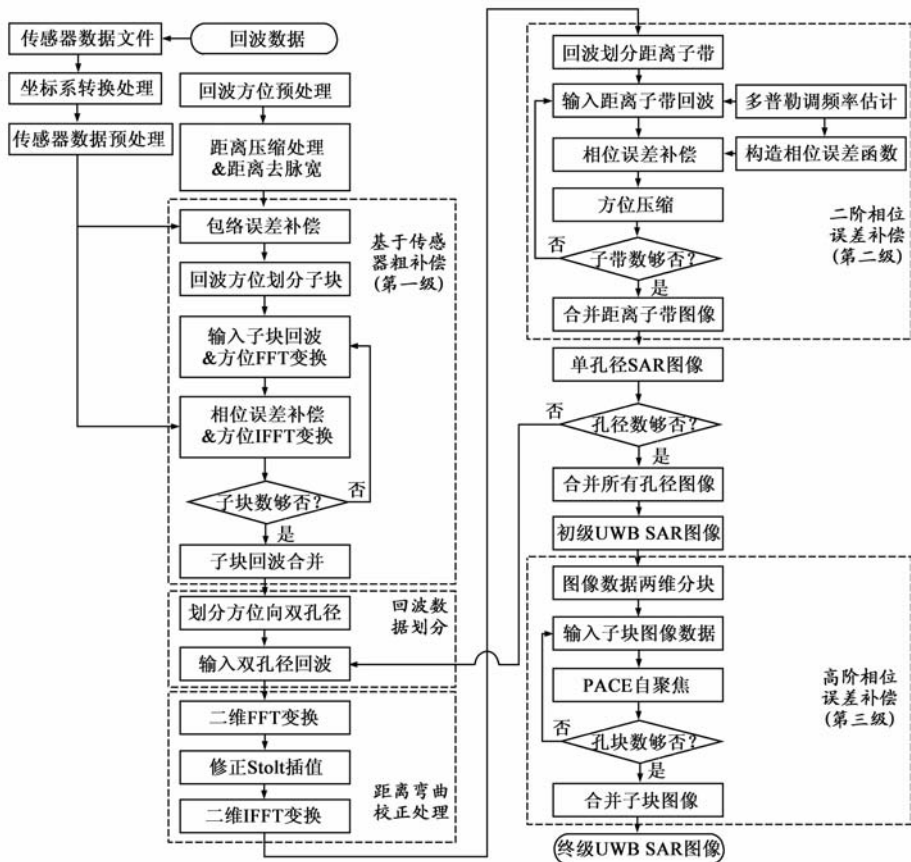 传感器数据文件
回波数据
坐标系转换处理
传感器数据预处理
回波方位预处理
距离压缩处理
&距离去脉宽
包络误差补偿
基于传感
器粗补偿
(第一级)
回波方位划分子块
输入子块回波
&方位FFT变换
相位误差补偿
&方位IFFT变换
子块数够否?
否
是
子块回波合并
划分方位向双孔径
回波数
据划分
输入双孔径回波
二维FFT变换
修正Stolt插值
距离弯曲
校正处理
二维IFFT变换
回波划分距离子带
输入距离子带回波
多普勒调频率估计
相位误差补偿
构造相位误差函数
方位压缩
二阶相位
误差补偿
(第二级)
否
子带数够否?
是
合并距离子带图像
单孔径SAR图像
否
孔径数够否?
是
合并所有孔径图像
初级UWB SAR图像
图像数据两维分块
输入子块图像数据
PACE自聚焦
高阶相位
误差补偿
(第三级)
否
孔块数够否?
是
合并子块图像
终级UWB SAR图像